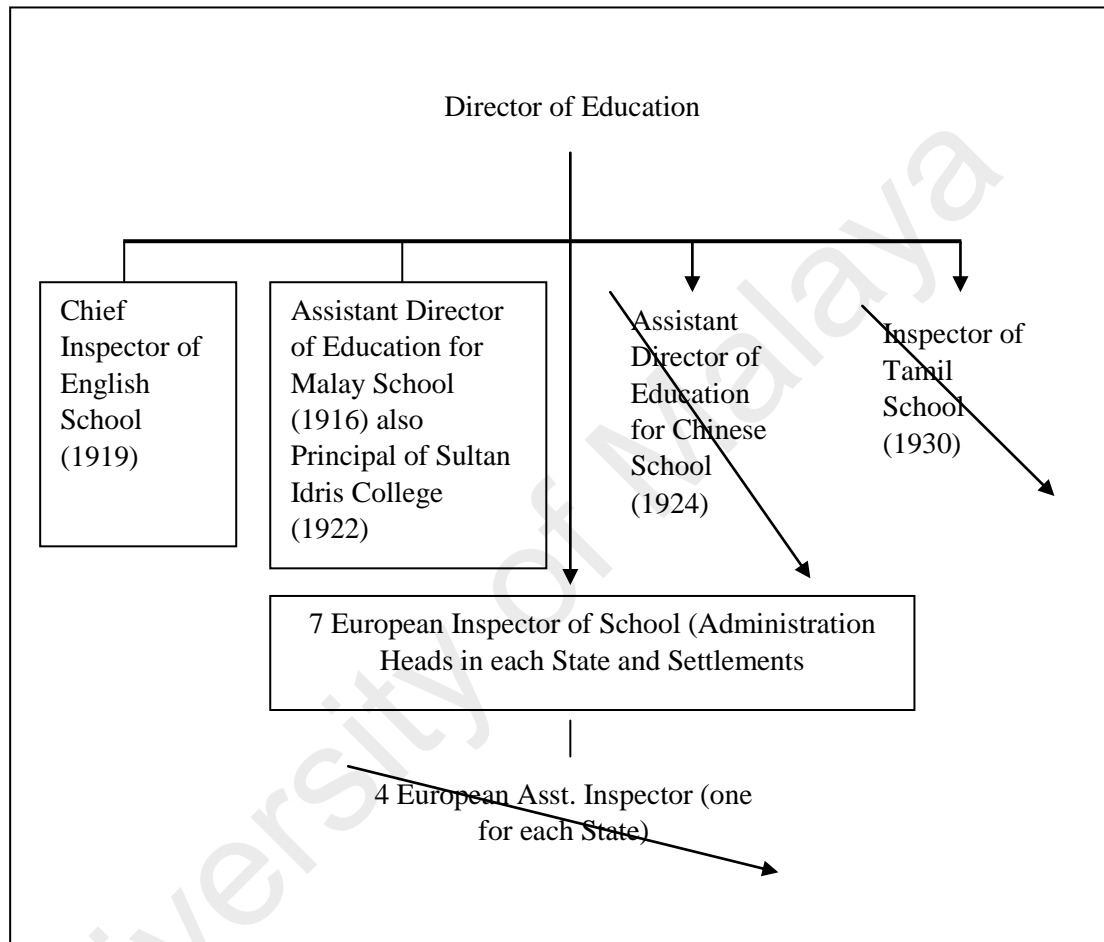 Director of Education
Chief
Inspector of
English
School
(1919)
Assistant Director
of Education for
Malay School
(1916) also
Principal of Sultan
Idris College
(1922)
Assistant
Director of
Education
for Chinese
School
(1924)
Inspector of
Tamil
School
(1930)
7 European Inspector of School (Administration
Heads in each State and Settlements
4 European Asst. Inspector (one
for each State)
versity of Malaya